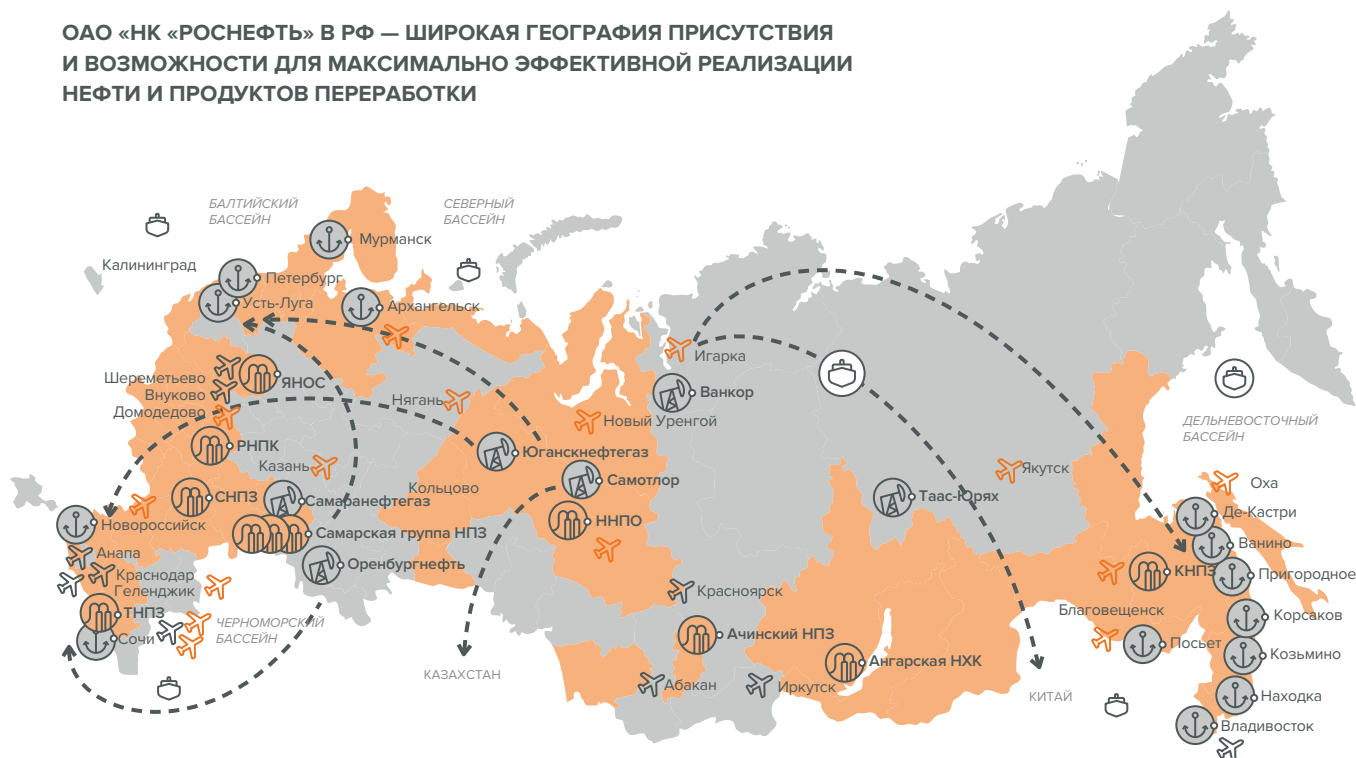 ОАО «НК «РОСНЕФТЬ» В РФ — ШИРОКАЯ ГЕОГРАФИЯ ПРИСУТСТВИЯ
И ВОЗМОЖНОСТИ ДЛЯ МАКСИМАЛЬНО ЭФФЕКТИВНОЙ РЕАЛИЗАЦИИ
НЕФТИ И ПРОДУКТОВ ПЕРЕРАБОТКИ
БАЛТИЙСКИЙ
БАССЕЙН
СЕВЕРНЫЙ
БАССЕЙН
Мурманск
Калининград
Петербург
Усть-Луга
Архангельск
Игарка
Шереметьево
Внуково
Домодедово
ЯНОС
Нягань
Ванкор
Новый Уренгой
ДЕЛЬНЕВОСТОЧНЫЙ
БАССЕЙН
РНПК
Юганскнефтегаз
Казань
Якутск
Кольцово
Самотлор
Оха
СНПЗ
Самаранефтегаз
Таас-Юрях
Де-Кастри
Новороссийск
ННПО
Самарская группа НПЗ
Ванино
Анапа
Оренбургнефть
КНПЗ
Пригородное
Краснодар
Геленджик
Красноярск
ТНПЗ
Благовещенск
Корсаков
ЧЕРНОМОРСКИЙ
БАССЕЙН
Сочи
Ачинский НПЗ
Посьет
Козьмино
Ангарская НХК
КАЗАХСТАН
Абакан
Иркутск
КИТАЙ
Находка
Владивосток